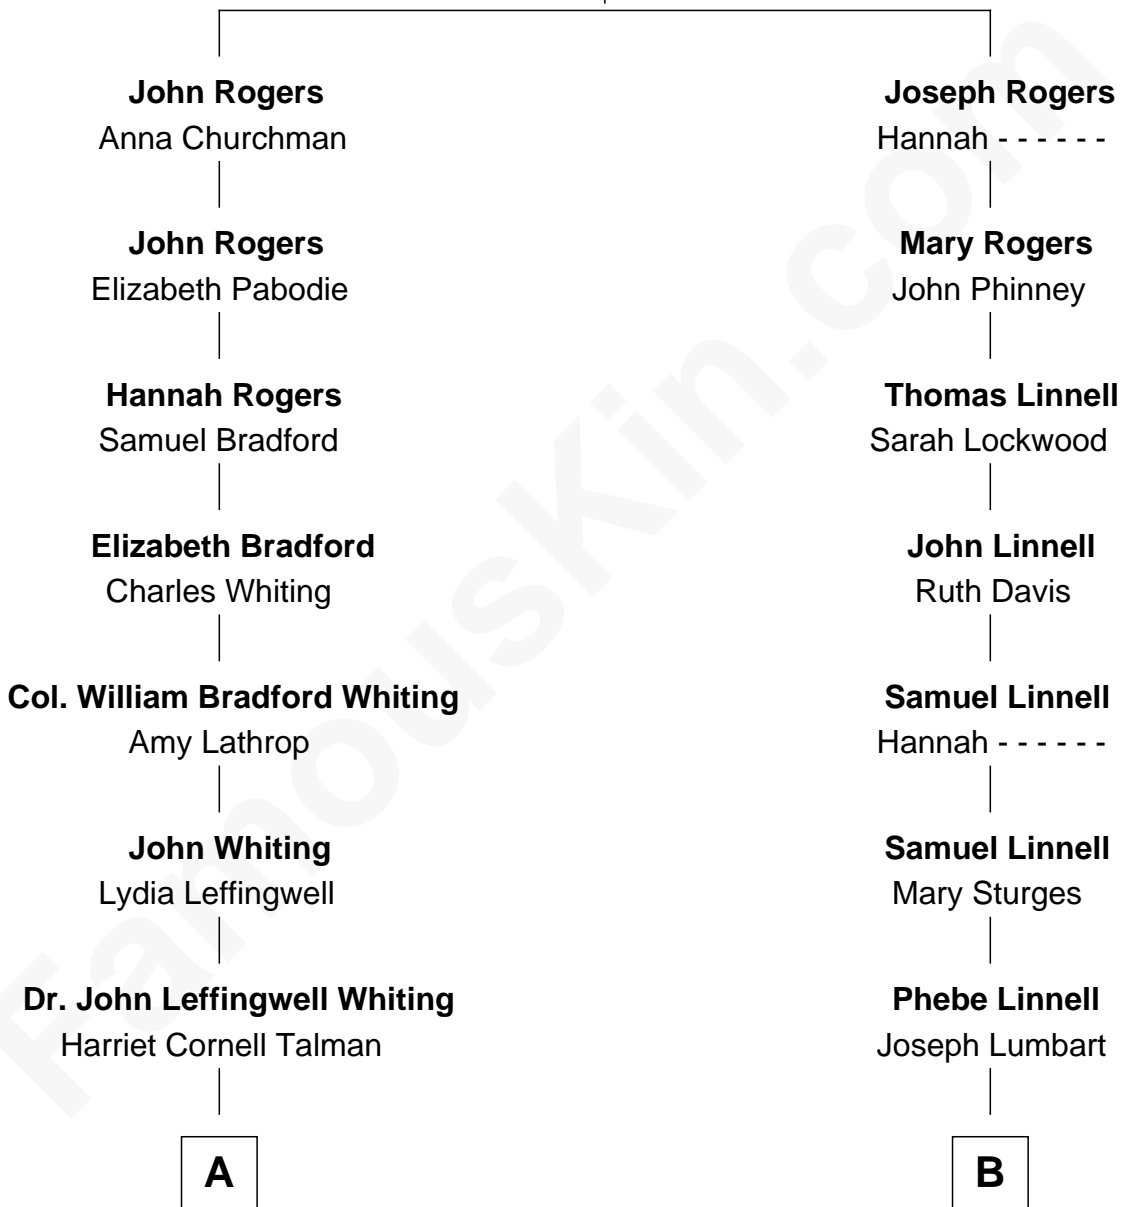 John Rogers
Anna Churchman
John Rogers
Elizabeth Pabodie
Hannah Rogers
Samuel Bradford
Elizabeth Bradford
Charles Whiting
Col. William Bradford Whiting
Amy Lathrop
John Whiting
Lydia Leffingwell
Dr. John Leffingwell Whiting
Harriet Cornell Talman
A
Joseph Rogers
Hannah - - - - - -
Mary Rogers
John Phinney
Thomas Linnell
Sarah Lockwood
John Linnell
Ruth Davis
Samuel Linnell
Hannah - - - - - -
Samuel Linnell
Mary Sturges
Phebe Linnell
Joseph Lumbart
B
FamousKin.com